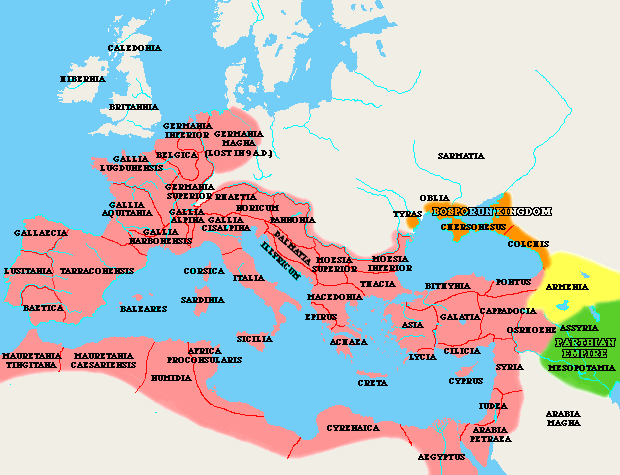 CALEDONIA
HIBERNIA
BRITANNIA
GERMANIA
INFERIOR
GERMANIA
MAGNA
(LOST IN 9 A.D.)
BELGICA
GALLIA
LUGDUNENSIS
SARMATIA
GERMANIA
SUPERIOR
RHAETIA
NORICUM
PANNONIA
GALLIA
AQUITANIA
GALLIA
ALPINA
GALLIA
CISALPINA
GALLIA
NARBONENSIS
OBLIA
TYRAS
BOSFORUN KINGDOM
CHERSONESUS
COLCHIS
GALLAECIA
LUSITANIA
TARRACONENSIS
BAETICA
BALEARES
CORSICA
SARDINIA
ITALIA
SICILIA
DALMATIA
ILLYRICUM
MOESIA
SUPERIOR
MOESIA
INFERIOR
MACEDONIA
THACIA
EPIRUS
ACHAEA
BITHYNIA
PONTUS
ARMENIA
GALATIA
CAPPADOCIA
ASIA
LYCIA
CILICIA
OSRHOENE
ASSYRIA
PARTHIAN
EMPIRE
MESOPOTAMIA
SYRIA
CRETA
CYPRUS
IUDEA
ARABIA
MAGNA
ARABIA
PETRAEA
MAURETANIA
TINGITANA
MAURETANIA
CAESARIENSIS
AFRICA
PROCONSULARIS
NUMIDIA
CYRENAICA
AEGYPTUS